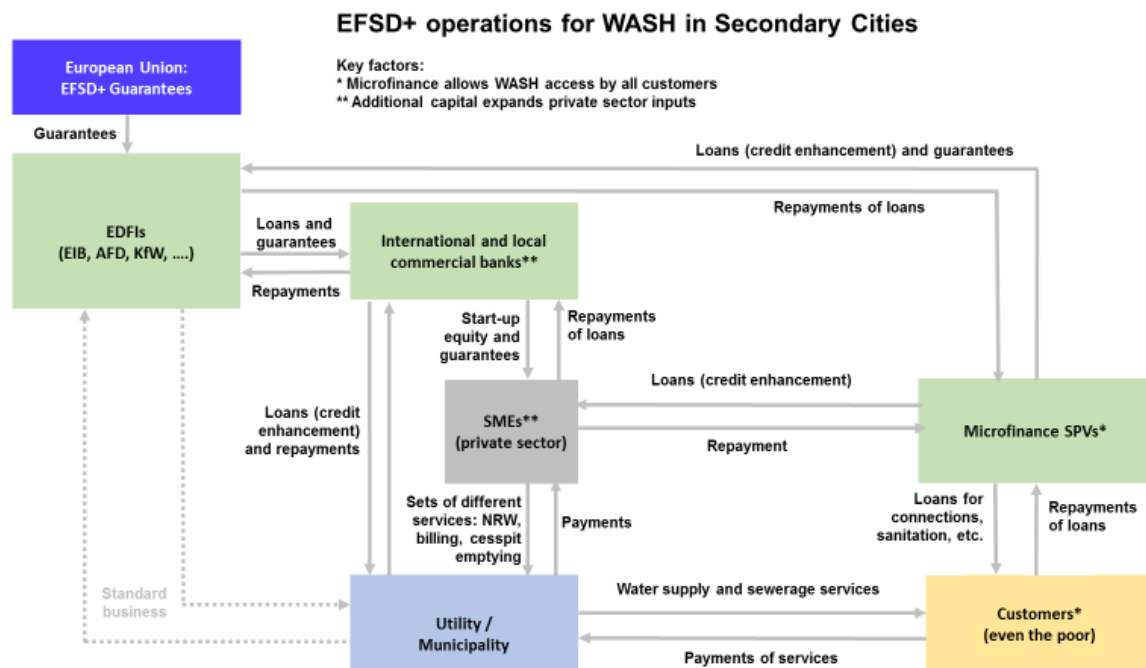 EFSD+ operations for WASH in Secondary Cities
Key factors:
* Microfinance allows WASH access by all customers
** Additional capital expands private sector inputs
European Union:
EFSD+ Guarantees
Guarantees
Loans (credit enhancement) and guarantees
Repayments of loans
EDFIs
(EIB, AFD, KfW, ....)
Loans and
guarantees
Repayments
International and local
commercial banks**
Start-up
equity and
guarantees
Repayments
of loans
Loans (credit
enhancement)
and repayments
SMEs**
(private sector)
Loans (credit enhancement)
Repayment
Microfinance SPVs*
Sets of different
services: NRW,
billing, cesspit
emptying
Payments
Loans for
connections,
sanitation, etc.
Repayments
of loans
Standard
business
Utility /
Municipality
Water supply and sewerage services
Payments of services
Customers*
(even the poor)